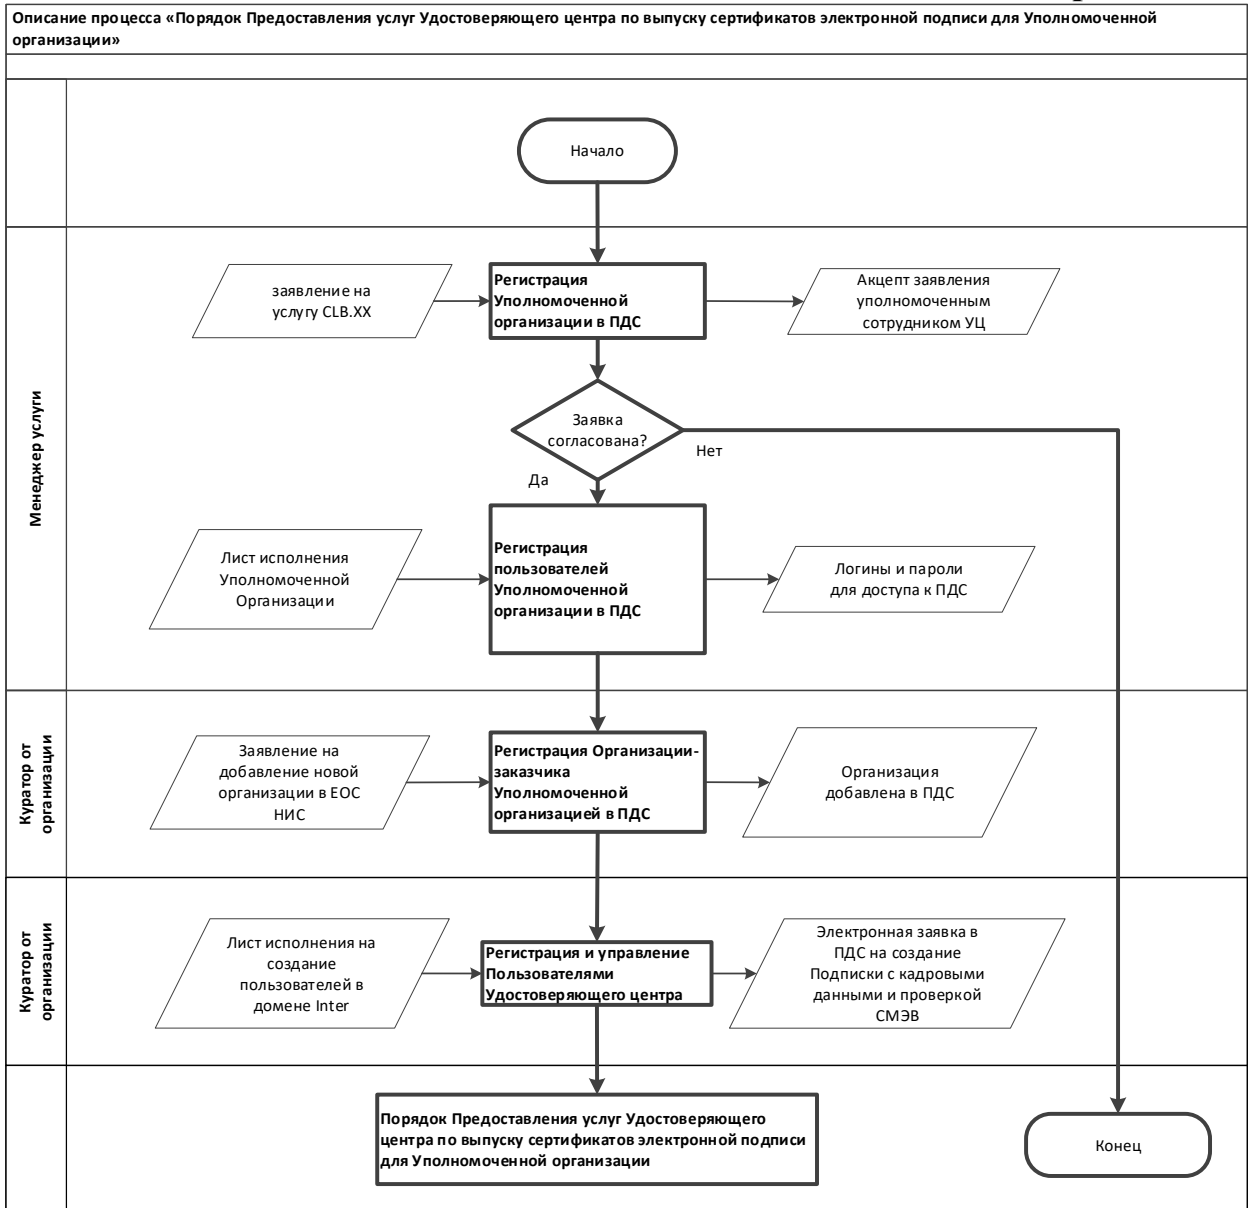 Описание процесса «Порядок Предоставления услуг Удостоверяющего центра по выпуску сертификатов электронной подписи для Уполномоченной
организации»
Начало
Менеджер услуги
заявление на
услугу CLB.XX
Регистрация
Уполномоченной
организации в ПДС
Акцепт заявления
уполномоченным
сотрудником УЦ
Заявка
согласована?
Нет
Да
Лист исполнения
Уполномоченной
Организации
Регистрация
пользователей
Уполномоченной
организации в ПДС
Логины и пароли
для доступа к ПДС
Куратор от
организации
Заявление на
добавление новой
организации в ЕОС
НИС
Регистрация Организации-
заказчика
Уполномоченной
организацией в ПДС
Организация
добавлена в ПДС
Куратор от
организации
Лист исполнения на
создание
пользователей в
домене Inter
Регистрация и управление
Пользователями
Удостоверяющего центра
Электронная заявка в
ПДС на создание
Подписки с кадровыми
данными и проверкой
СМЭВ
Порядок Предоставления услуг Удостоверяющего
центра по выпуску сертификатов электронной подписи
для Уполномоченной организации
Конец